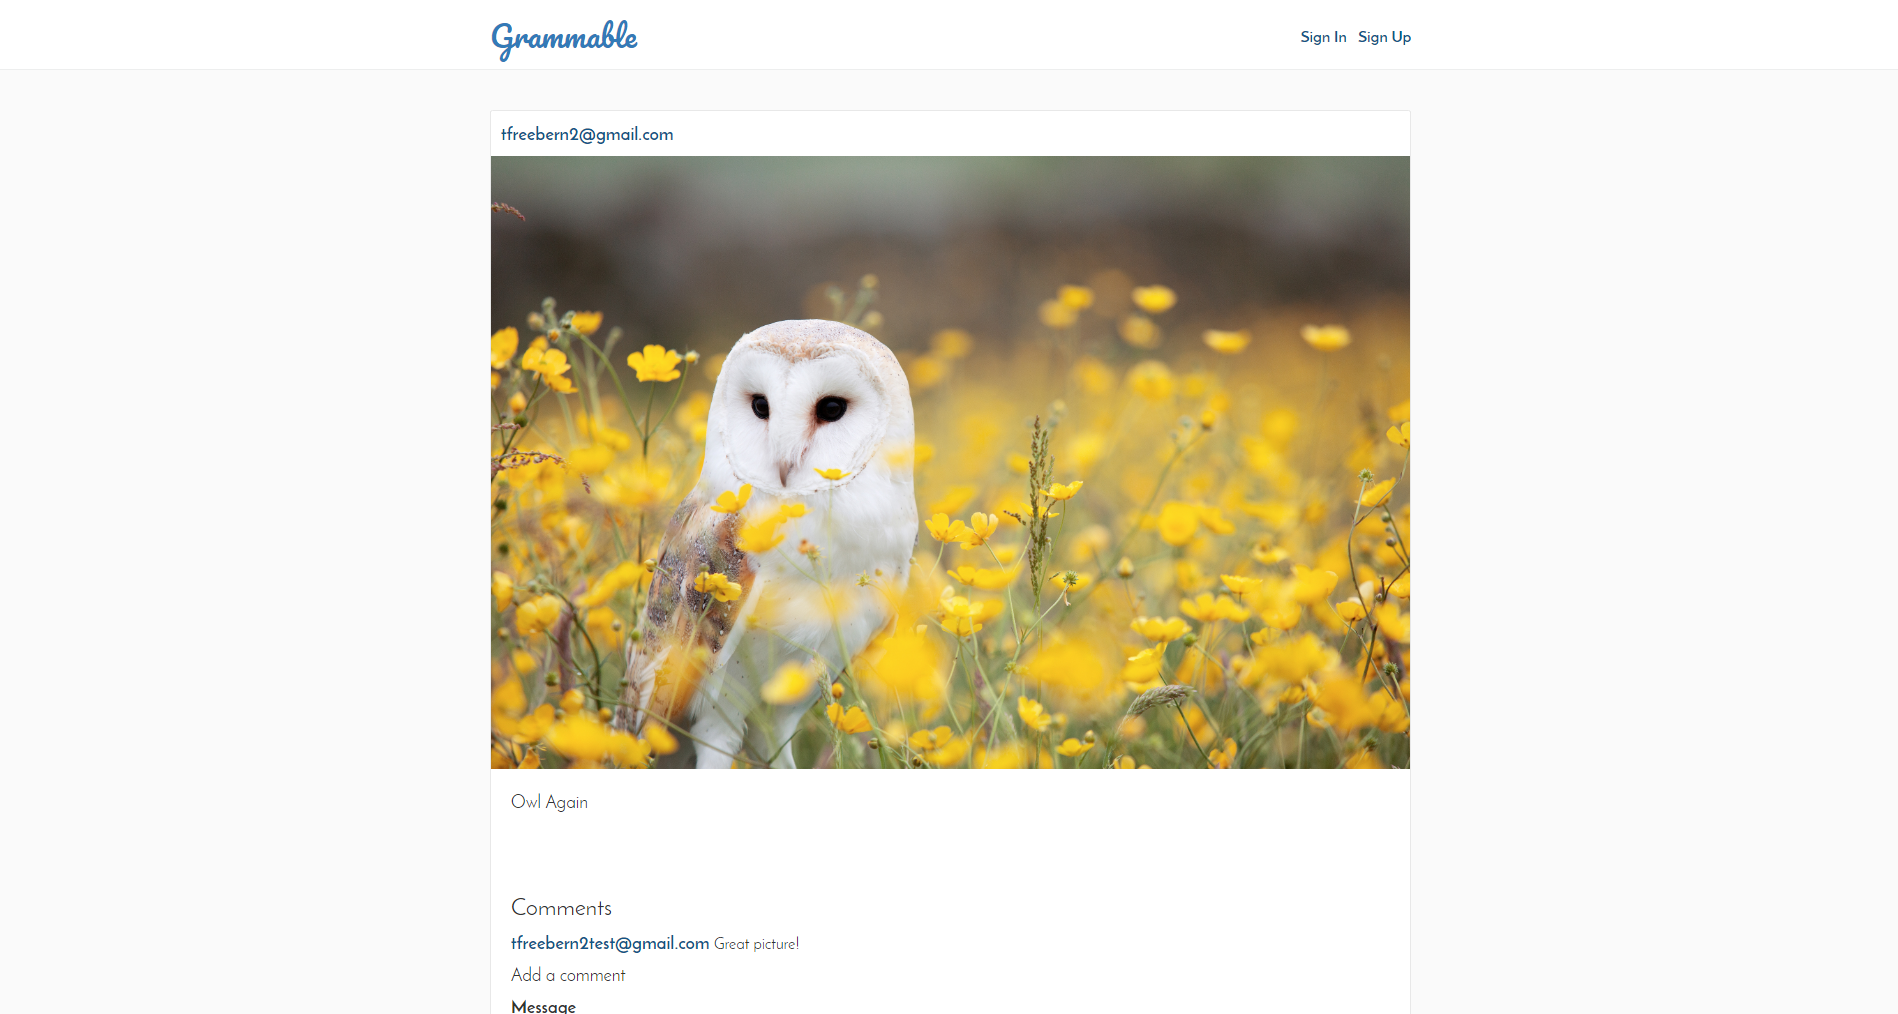 Grammable
Sign In Sign Up
tfreebern2@gmail.com
Owl Again
Comments
tfreebern2test@gmail.com Great picture!
Add a comment
Message